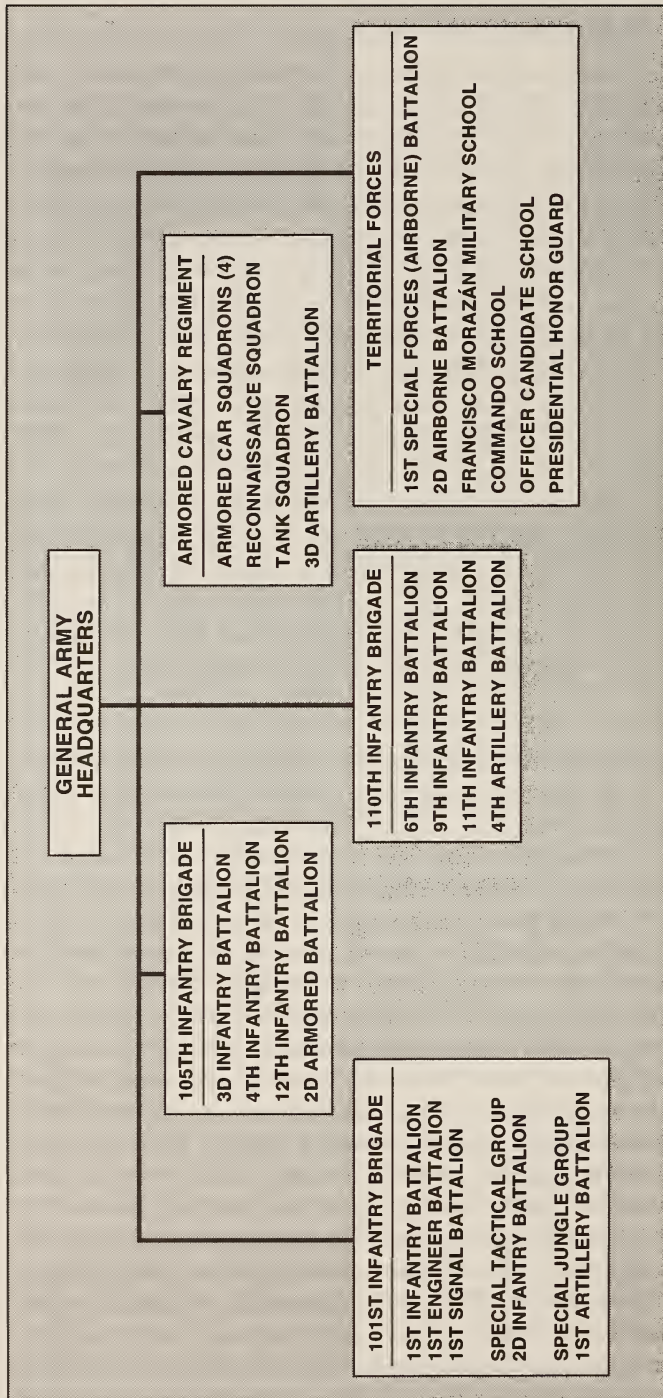 GENERAL ARMY
HEADQUARTERS
105TH INFANTRY BRIGADE
3D INFANTRY BATTALION
4TH INFANTRY BATTALION
12TH INFANTRY BATTALION
2D ARMORED BATTALION
ARMORED CAVALRY REGIMENT
ARMORED CAR SQUADRONS (4)
RECONNAISSANCE SQUADRON
TANK SQUADRON
3D ARTILLERY BATTALION
101ST INFANTRY BRIGADE
1ST INFANTRY BATTALION
1ST ENGINEER BATTALION
1ST SIGNAL BATTALION
SPECIAL TACTICAL GROUP
2D INFANTRY BATTALION
SPECIAL JUNGLE GROUP
1ST ARTILLERY BATTALION
110TH INFANTRY BRIGADE
6TH INFANTRY BATTALION
9TH INFANTRY BATTALION
11TH INFANTRY BATTALION
4TH ARTILLERY BATTALION
TERRITORIAL FORCES
1ST SPECIAL FORCES (AIRBORNE) BATTALION
2D AIRBORNE BATTALION
FRANCISCO MORAZÁN MILITARY SCHOOL
COMMANDO SCHOOL
OFFICER CANDIDATE SCHOOL
PRESIDENTIAL HONOR GUARD